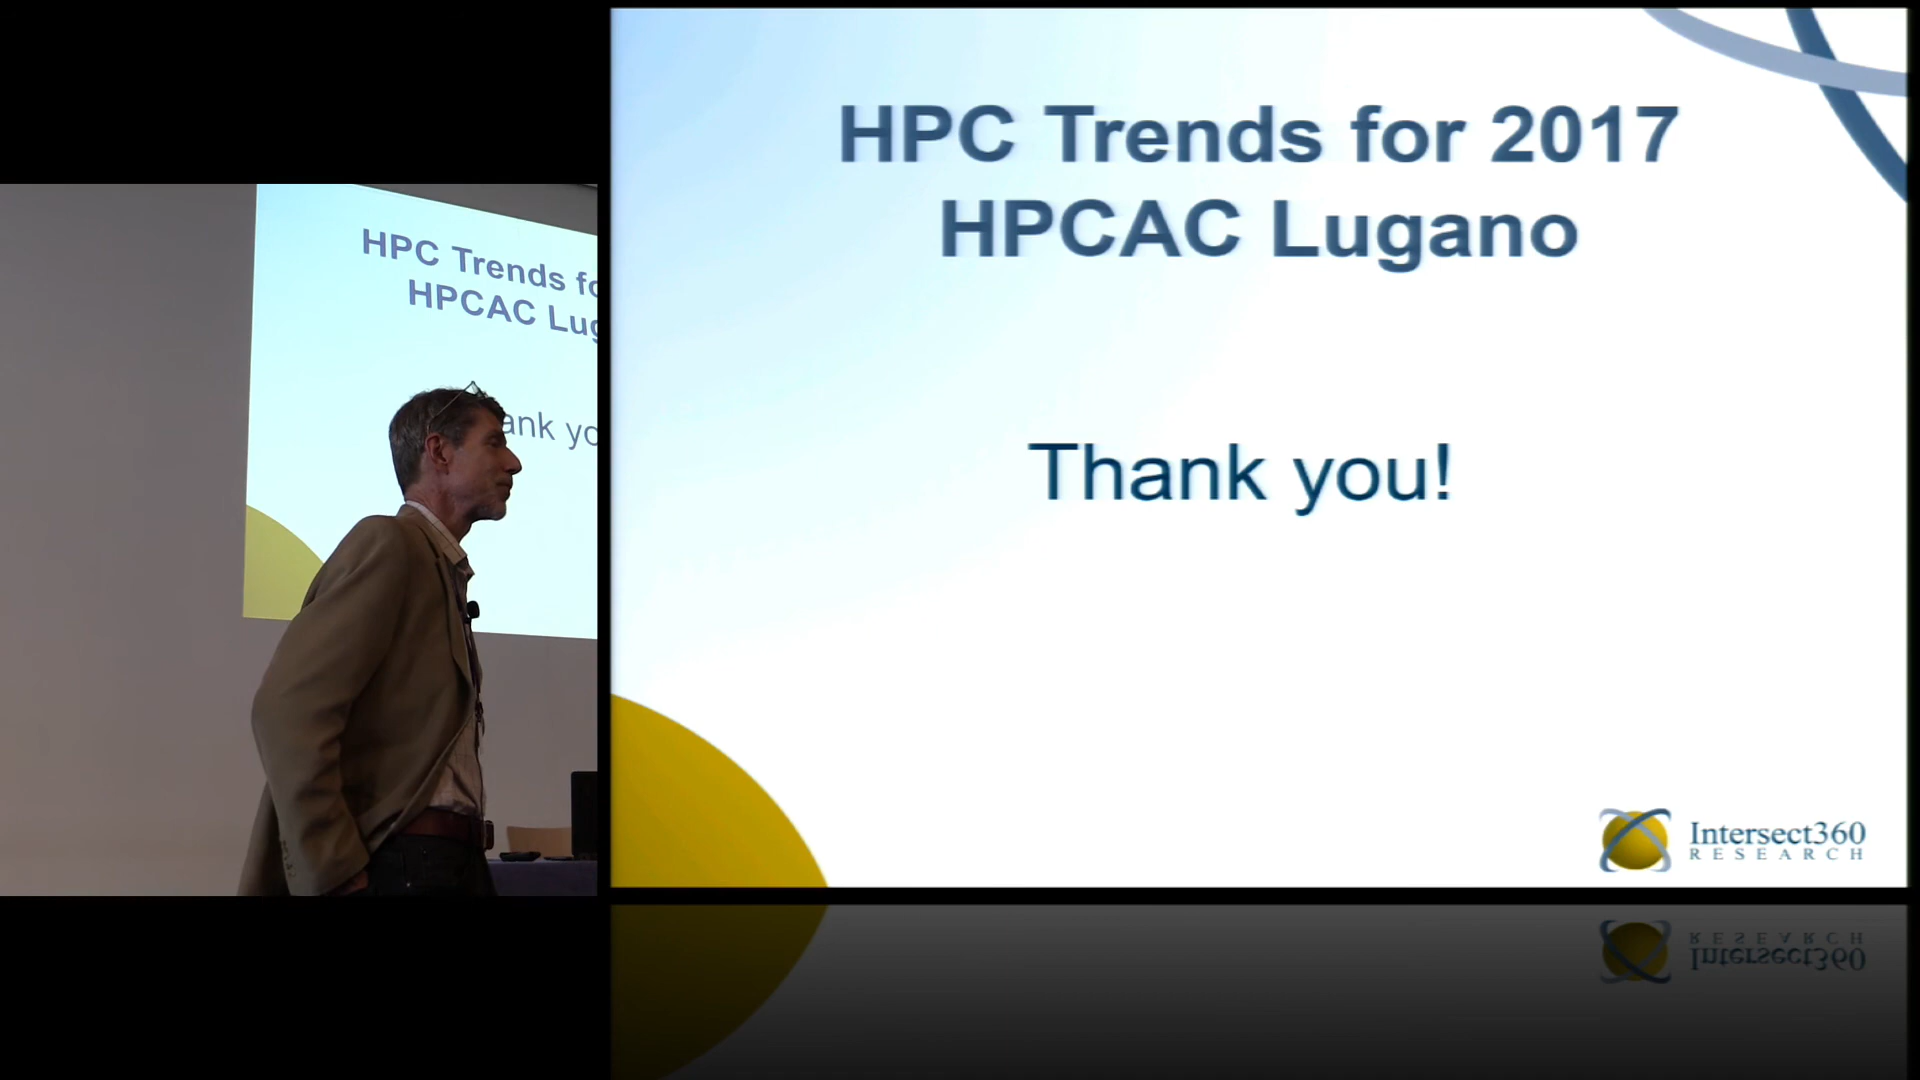 HPC Trends for 2017
HPCAC Lugano
Thank you!
Intersect360
RESEARCH
HPC Trends fo
HPCAC Lug
ank yo